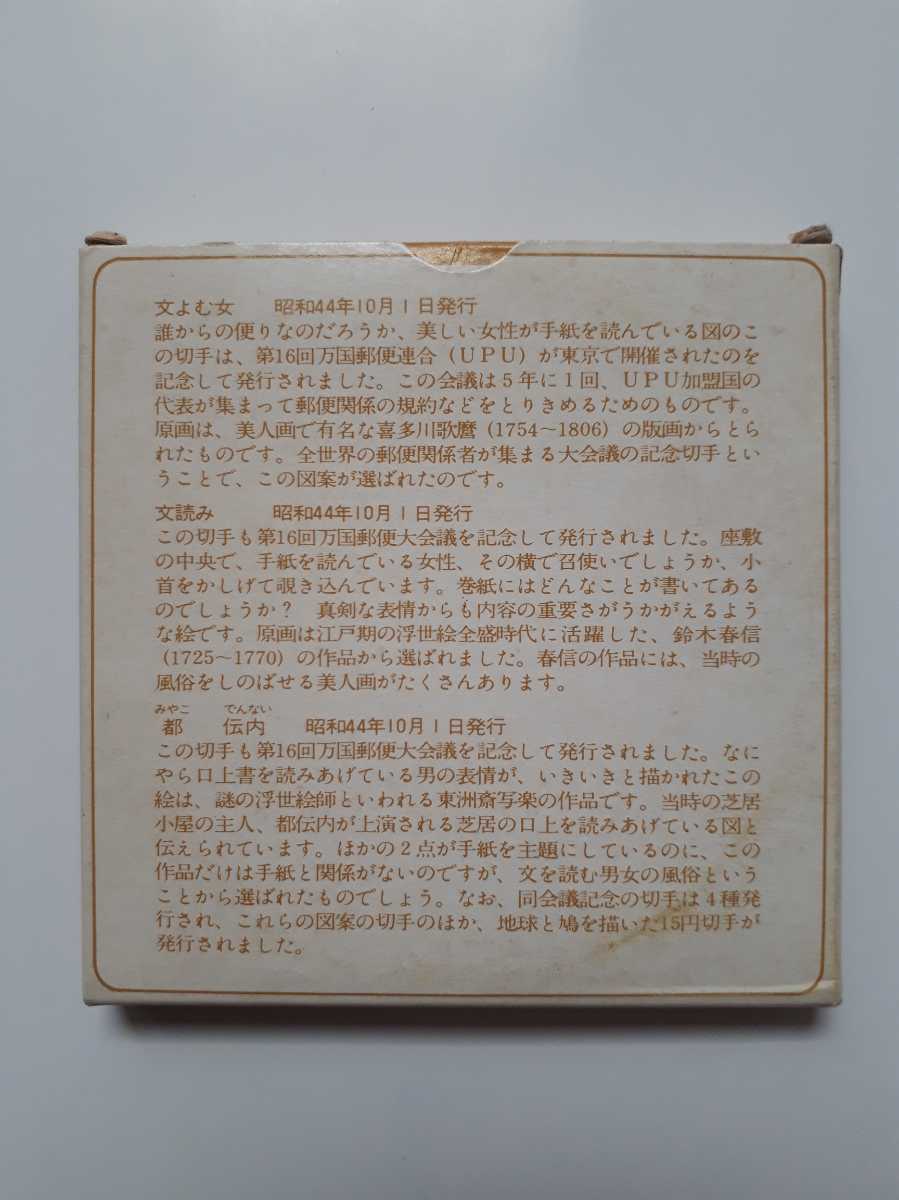 文よむ女　　昭和44年10月1日発行
誰からの便りなのだろうか、美しい女性が手紙を読んでいる図のこ
の切手は、第16回万国郵便連合（UPU）が東京で開催されたのを
記念して発行されました。この会議は5年に1回、UPU加盟国の
代表が集まって郵便関係の規約などをとりきめるためのものです。
原画は、美人画で有名な喜多川歌麿（1754〜1806）の版画からとら
れたものです。全世界の郵便関係者が集まる大会議の記念切手とい
うことで、この図案が選ばれたのです。
文読み　　　昭和44年10月1日発行
この切手も第16回万国郵便大会議を記念して発行されました。座敷
の中央で、手紙を読んでいる女性、その横で召使いでしょうか、小
首をかしげて覗き込んでいます。巻紙にはどんなことが書いてある
のでしょうか？　真剣な表情からも内容の重要さがうかがえるよう
な絵です。原画は江戸期の浮世絵全盛時代に活躍した、鈴木春信
（1725〜1770）の作品から選ばれました。春信の作品には、当時の
風俗をしのばせる美人画がたくさんあります。
みやこ　　でんない
都　　伝内　　昭和44年10月1日発行
この切手も第16回万国郵便大会議を記念して発行されました。なに
やら口上書を読みあげている男の表情が、いきいきと描かれたこの
絵は、謎の浮世絵師といわれる東洲斎写楽の作品です。当時の芝居
小屋の主人、都伝内が上演される芝居の口上を読みあげている図と
伝えられています。ほかの2点が手紙を主題にしているのに、この
作品だけは手紙と関係がないのですが、文を読む男女の風俗という
ことから選ばれたものでしょう。なお、同会議記念の切手は4種発
行され、これらの図案の切手のほか、地球と鳩を描いた15円切手が
発行されました。